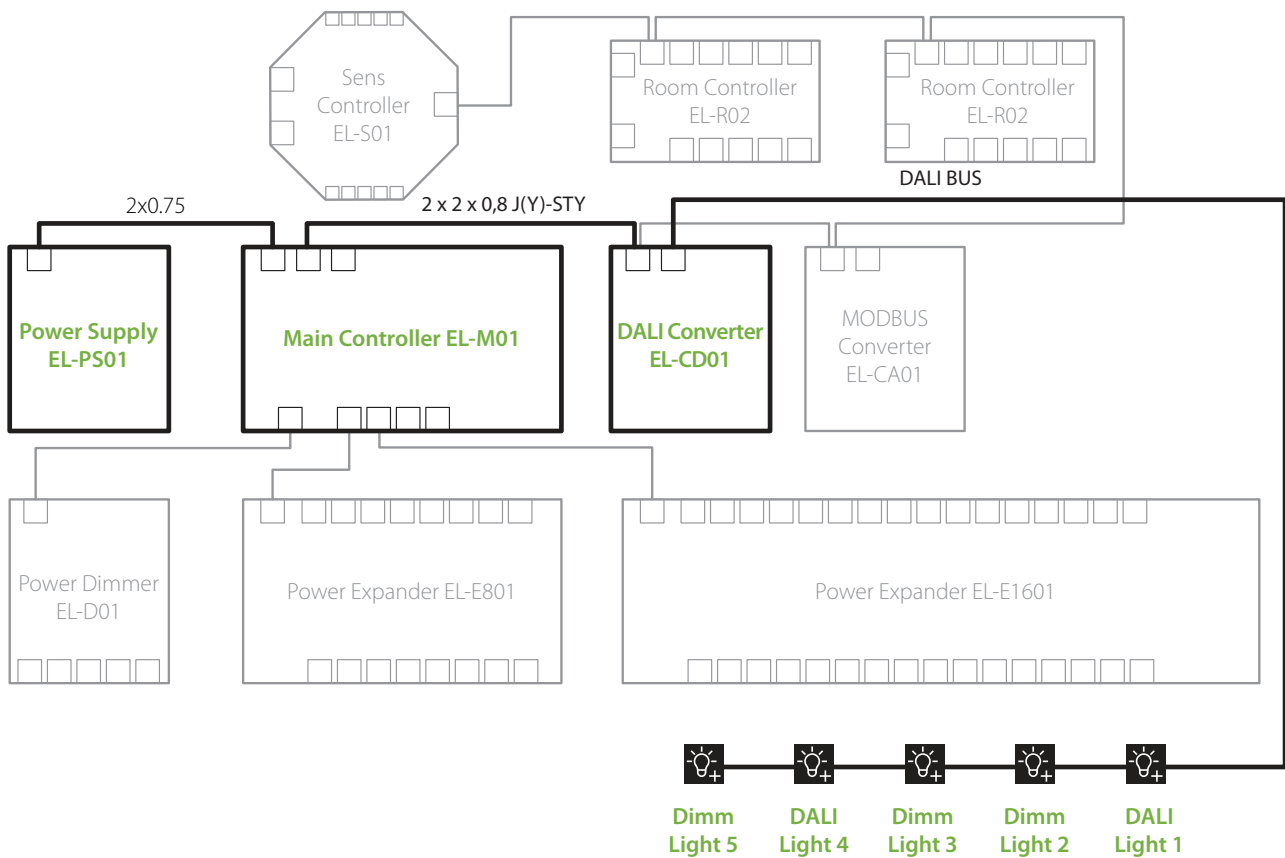 Sens
Controller
EL-S01
Room Controller
EL-R02
Room Controller
EL-R02
DALI BUS
2x0.75
2 x 2 x 0,8 J(Y)-STY
Power Supply
EL-PS01
Main Controller EL-M01
DALI Converter
EL-CD01
MODBUS
Converter
EL-CA01
Power Dimmer
EL-D01
Power Expander EL-E801
Power Expander EL-E1601
Dimm
Light 5
DALI
Light 4
Dimm
Light 3
Dimm
Light 2
DALI
Light 1